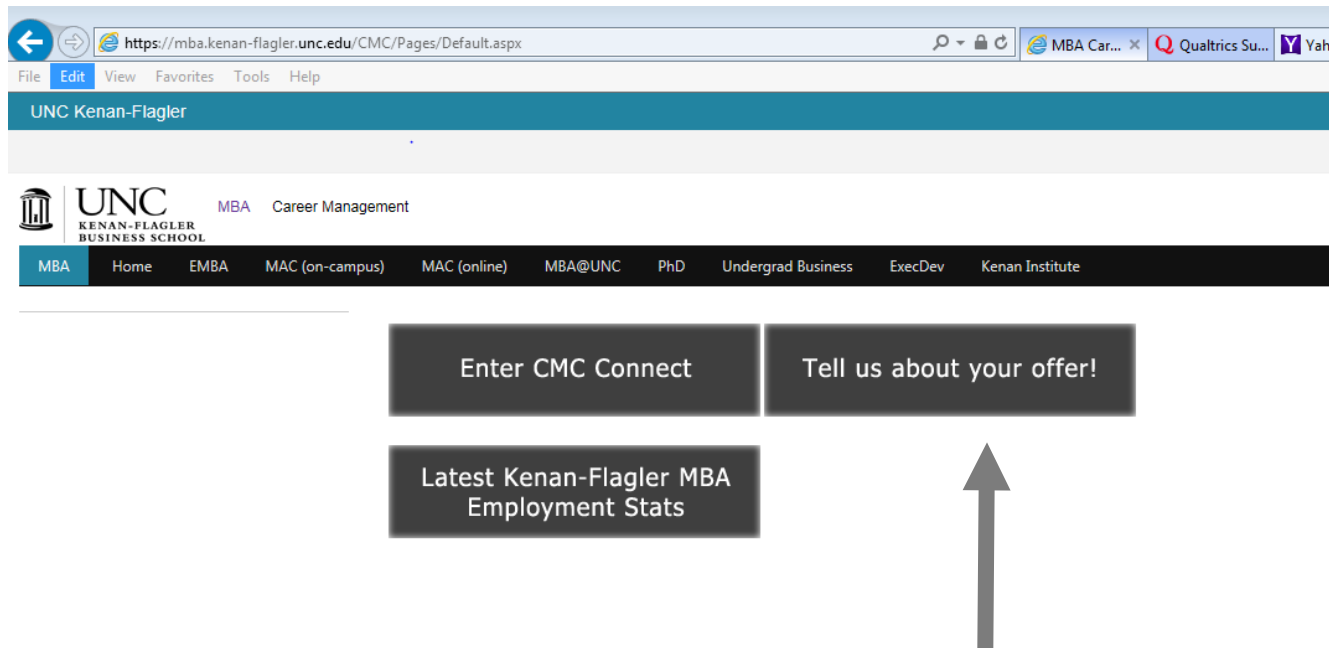 https://mba.kenan-flagler.unc.edu/CMC/Pages/Default.aspx
MBA Car...
Qualtrics Su...
Yah
File Edit View Favorites Tools Help
UNC Kenan-Flagler
UNC
KENAN-FLAGLER
BUSINESS SCHOOL
MBA Career Management
MBA Home EMBA MAC (on-campus) MAC (online) MBA@UNC PhD Undergrad Business ExecDev Kenan Institute
Enter CMC Connect
Tell us about your offer!
Latest Kenan-Flagler MBA
Employment Stats